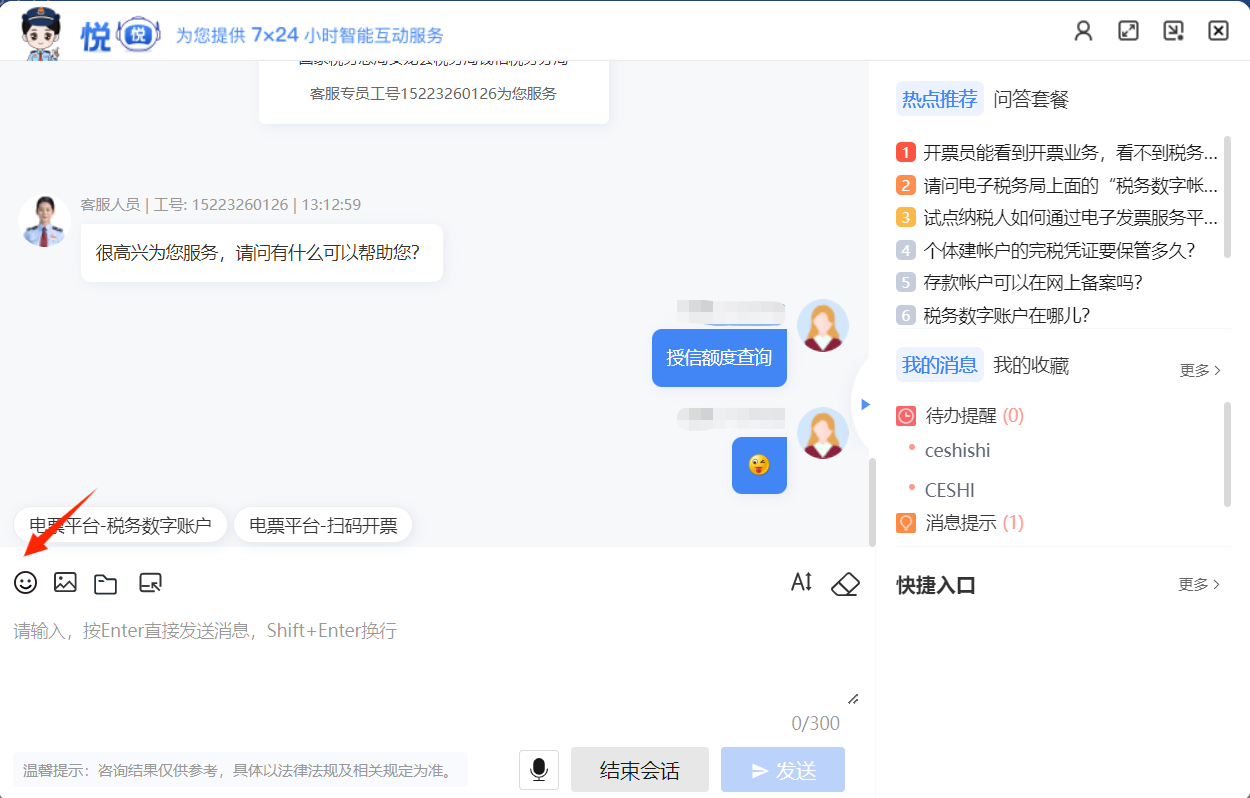 悦 悦 为您提供 7×24 小时智能互动服务
客服专员工号15223260126为您服务
客服人员 | 工号: 15223260126 | 13:12:59
很高兴为您服务，请问有什么可以帮助您？
授信额度查询
电票平台-税务数字账户
电票平台-扫码开票
请输入，按Enter直接发送消息，Shift+Enter换行
0/300
温馨提示：咨询结果仅供参考，具体以法律法规及相关规定为准。
结束会话
发送
热点推荐 问答套餐
1 开票员能看到开票业务，看不到税务...
2 请问电子税务局上面的“税务数字帐...
3 试点纳税人如何通过电子发票服务平...
4 个体建帐户的完税凭证要保管多久？
5 存款帐户可以在网上备案吗？
6 税务数字账户在哪儿？
我的消息 我的收藏 更多 >
待办提醒 (0)
ceshishi
CESHI
消息提示 (1)
快捷入口 更多 >